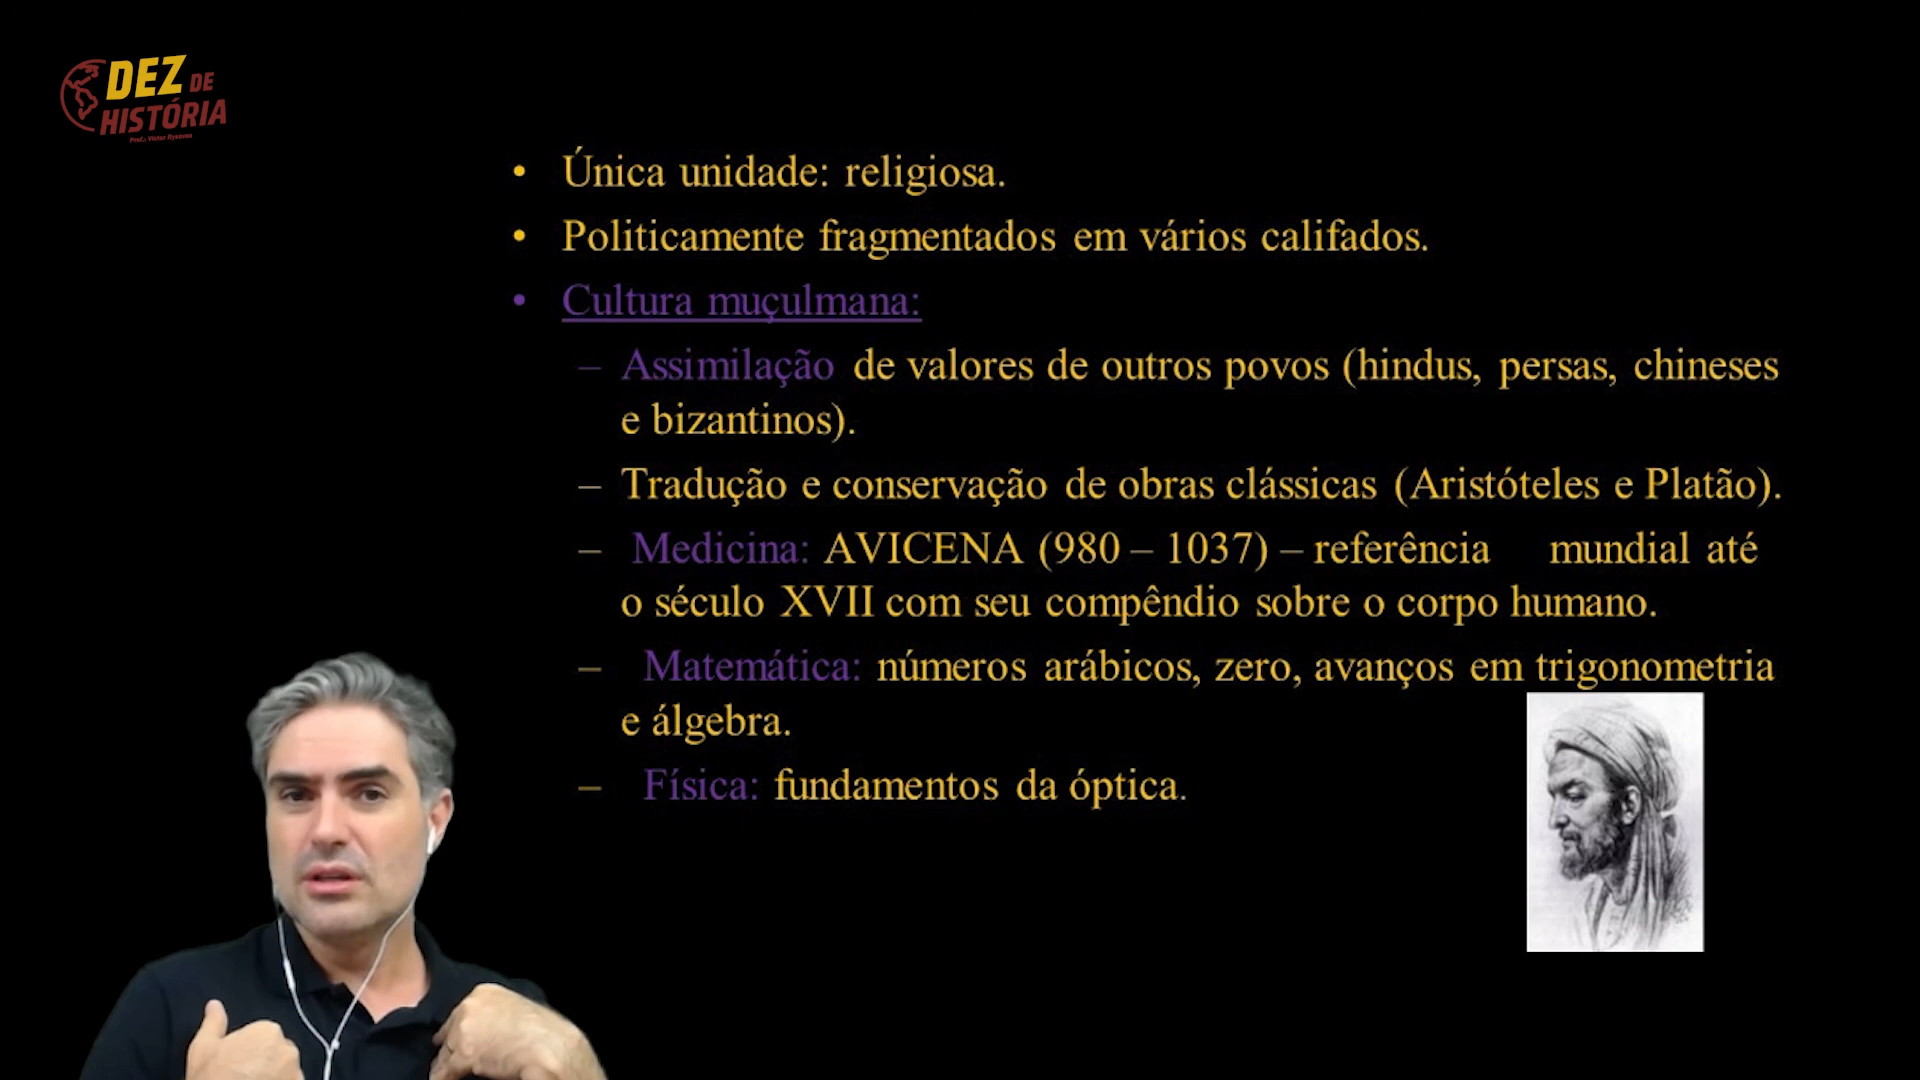 DEZ DE
HISTÓRIA
• Única unidade: religiosa.
• Politicamente fragmentados em vários califados.
• Cultura muçulmana:
– Assimilação de valores de outros povos (hindus, persas, chineses
e bizantinos).
– Tradução e conservação de obras clássicas (Aristóteles e Platão).
– Medicina: AVICENA (980 – 1037) – referência mundial até
o século XVII com seu compêndio sobre o corpo humano.
– Matemática: números arábicos, zero, avanços em trigonometria
e álgebra.
– Física: fundamentos da óptica.